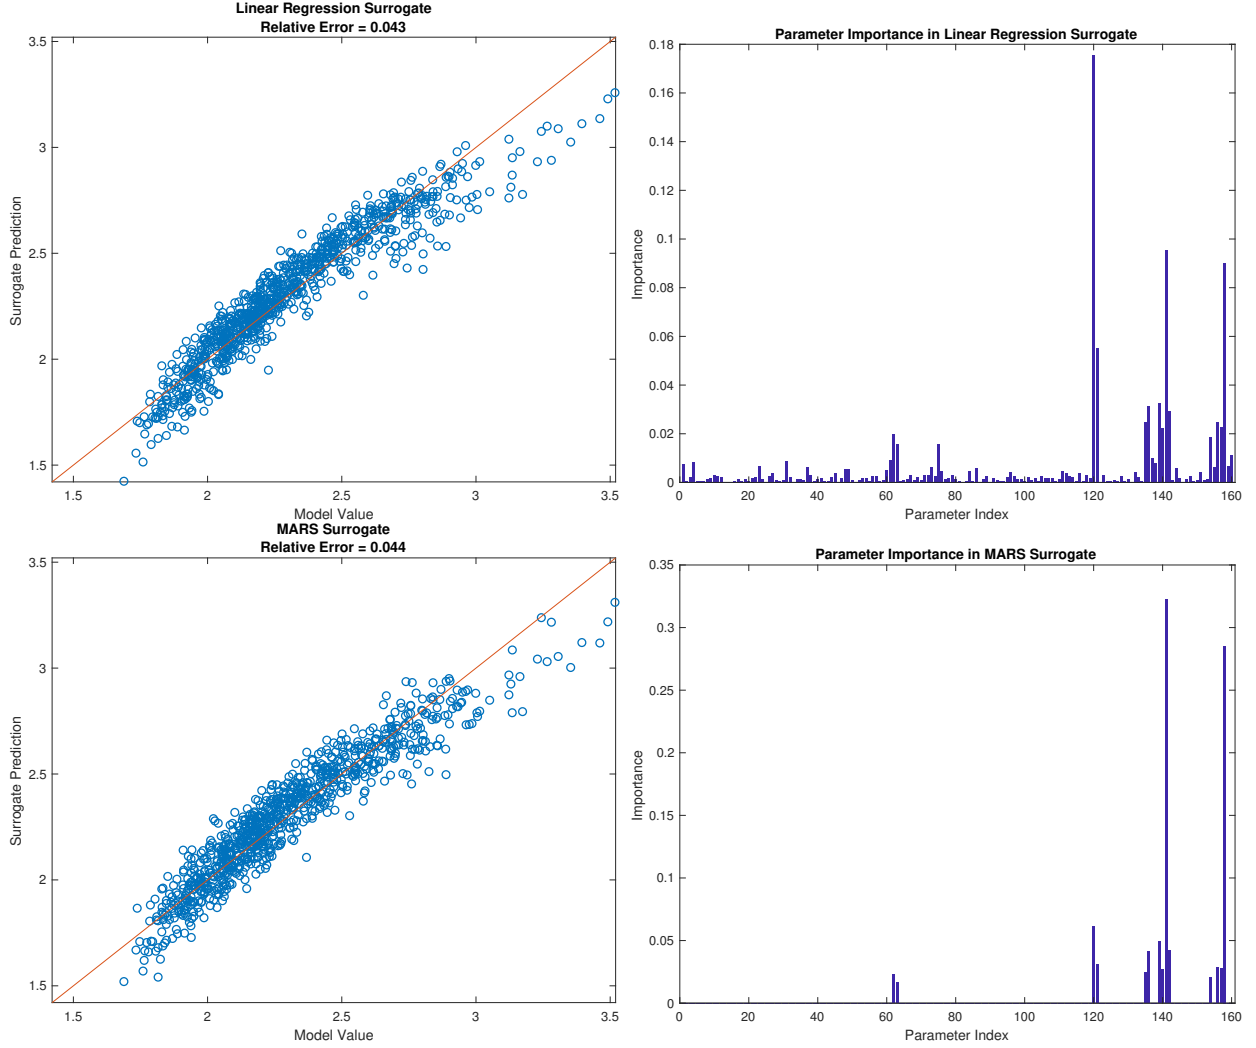 Linear Regression Surrogate
Relative Error = 0.043
3.5
3
2.5
2
1.5
Surrogate Prediction
1.5 2 2.5 3 3.5
Model Value
Parameter Importance in Linear Regression Surrogate
0.18
0.16
0.14
0.12
0.1
0.08
0.06
0.04
0.02
0
Importance
0 20 40 60 80 100 120 140 160
Parameter Index
MARS Surrogate
Relative Error = 0.044
3.5
3
2.5
2
1.5
Surrogate Prediction
1.5 2 2.5 3 3.5
Model Value
Parameter Importance in MARS Surrogate
0.35
0.3
0.25
0.2
0.15
0.1
0.05
0
Importance
0 20 40 60 80 100 120 140 160
Parameter Index